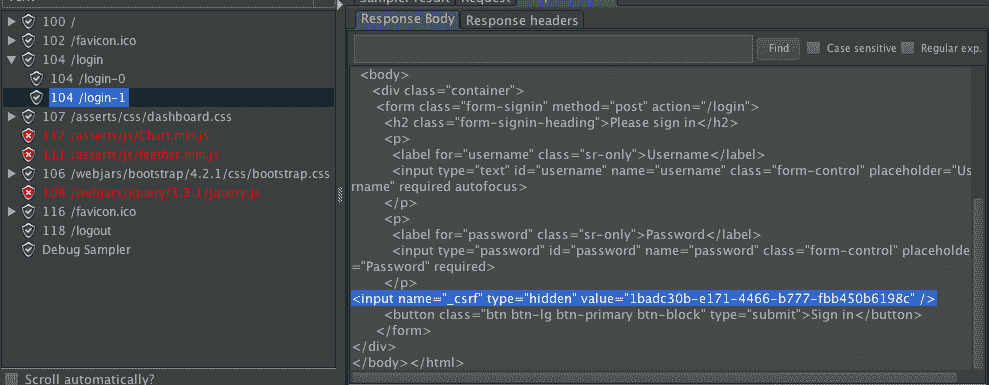 Response Body
Response headers
Find
Case sensitive
Regular exp.
100 /
102 /favicon.ico
104 /login
104 /login-0
104 /login-1
107 /asserts/css/dashboard.css
112 /asserts/js/Chart.min.js
111 /asserts/js/feather.min.js
106 /webjars/bootstrap/4.2.1/css/bootstrap.css
108 /webjars/jquery/3.3.1/jquery.js
116 /favicon.ico
118 /logout
Debug Sampler
Scroll automatically?
<body>
<div class="container">
<form class="form-signin" method="post" action="/login">
<h2 class="form-signin-heading">Please sign in</h2>
<p>
<label for="username" class="sr-only">Username</label>
<input type="text" id="username" name="username" class="form-control" placeholder="Us
rname" required autofocus>
</p>
<p>
<label for="password" class="sr-only">Password</label>
<input type="password" id="password" name="password" class="form-control" placeholde
="Password" required>
</p>
<input name="_csrf" type="hidden" value="1badc30b-e171-4466-b777-fbb450b6198c" />
<button class="btn btn-lg btn-primary btn-block" type="submit">Sign in</button>
</form>
</div>
</body></html>